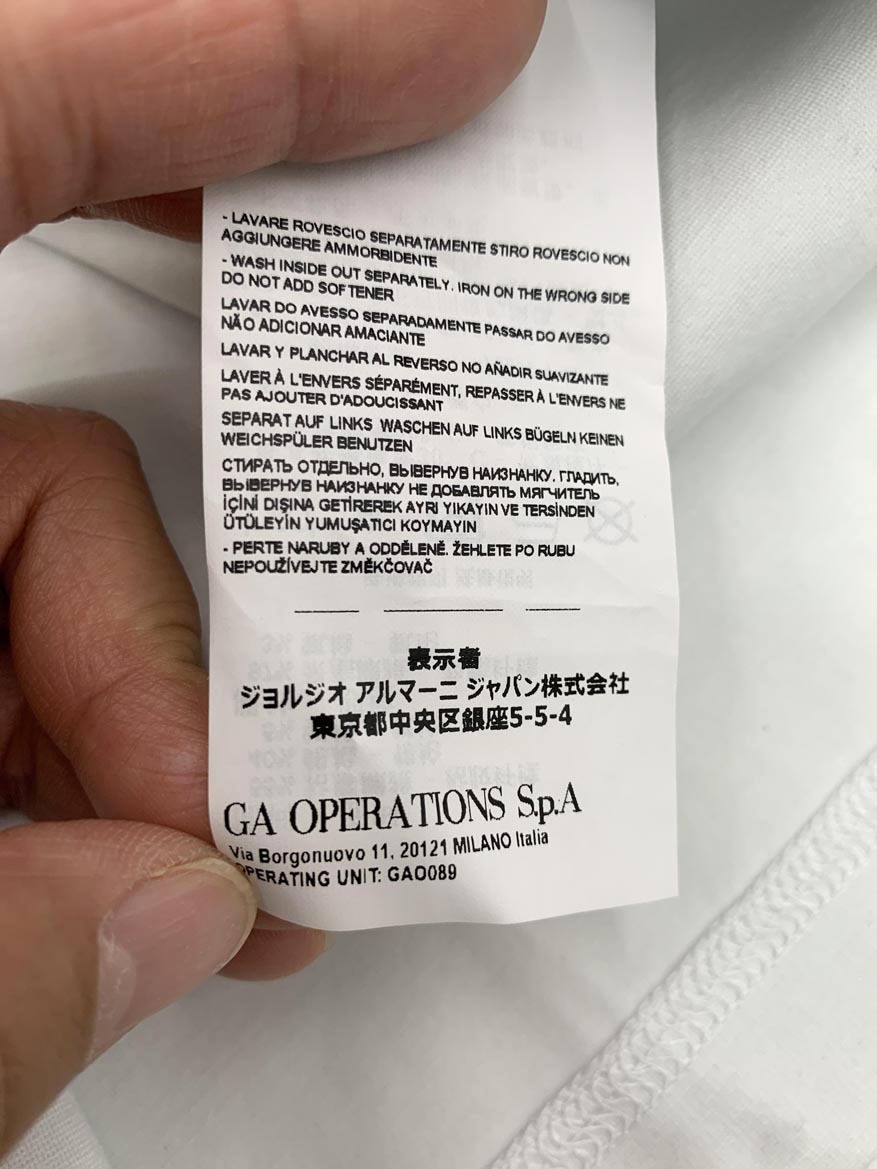 - LAVARE ROVESCIO SEPARATAMENTE STIRO ROVESCIO NON
AGGIUNGERE AMMORBIDENTE
- WASH INSIDE OUT SEPARATELY. IRON ON THE WRONG SIDE
DO NOT ADD SOFTENER
LAVAR DO AVESSO SEPARADAMENTE PASSAR DO AVESSO
NÃO ADICIONAR AMACIANTE
LAVAR Y PLANCHAR AL REVERSO NO AÑADIR SUAVIZANTE
LAVER À L'ENVERS SÉPARÉMENT, REPASSER À L'ENVERS NE
PAS AJOUTER D'ADOUCISSANT
SEPARAT AUF LINKS WASCHEN AUF LINKS BÜGELN KEINEN
WEICHSPÜLER BENUTZEN
СТИРАТЬ ОТДЕЛЬНО, ВЫВЕРНУВ НАИЗНАНКУ. ГЛАДИТЬ,
ВЫВЕРНУВ НАИЗНАНКУ НЕ ДОБАВЛЯТЬ МЯГЧИТЕЛЬ
İÇİNİ DIŞINA GETİREREK AYRI YIKAYIN VE TERSİNDEN
ÜTÜLEYİN YUMUŞATICI KOYMAYIN
- PERTE NARUBY A ODDĚLENĚ. ŽEHLETE PO RUBU
NEPOUŽÍVEJTE ZMĚKČOVAČ
表示者
ジョルジオ アルマーニ ジャパン株式会社
東京都中央区銀座5-5-4
GA OPERATIONS S.p.A
Via Borgonuovo 11, 20121 MILANO Italia
OPERATING UNIT: GAO089